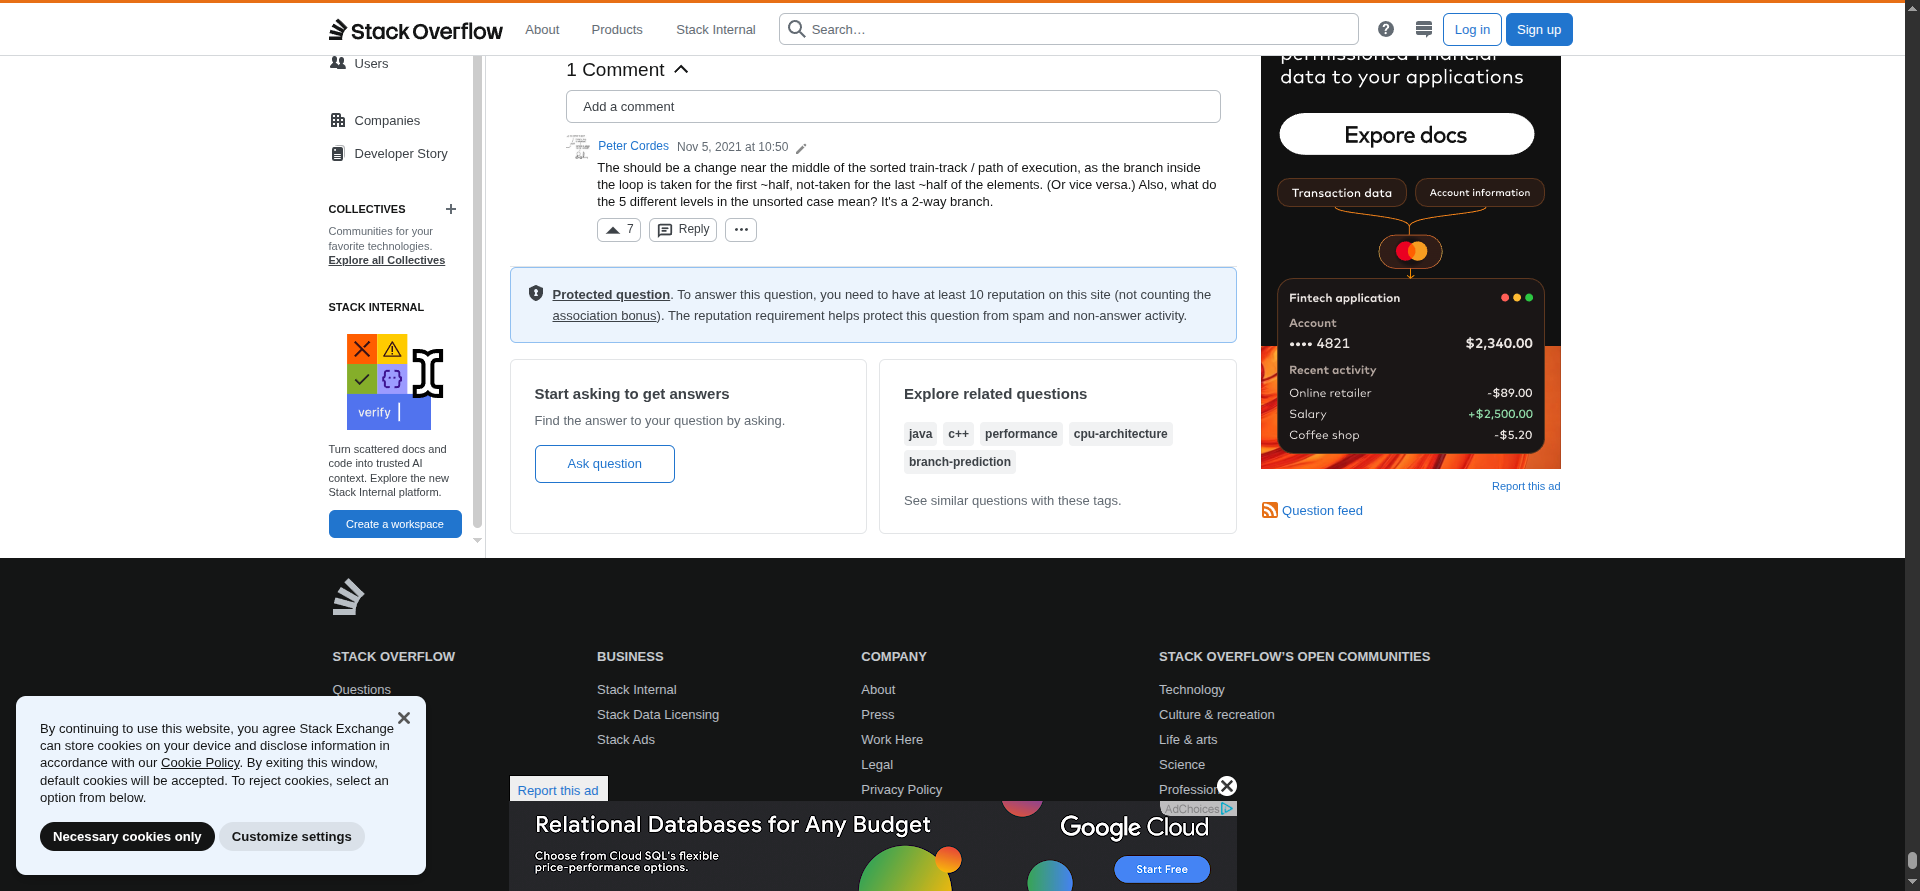 Stack Overflow
About
Products
Stack Internal
Search…
Log in
Sign up
Users
Companies
Developer Story
COLLECTIVES
Communities for your
favorite technologies.
Explore all Collectives
STACK INTERNAL
verify
Turn scattered docs and
code into trusted AI
context. Explore the new
Stack Internal platform.
Create a workspace
1 Comment
Add a comment
Peter Cordes Nov 5, 2021 at 10:50
The should be a change near the middle of the sorted train-track / path of execution, as the branch inside
the loop is taken for the first ~half, not-taken for the last ~half of the elements. (Or vice versa.) Also, what do
the 5 different levels in the unsorted case mean? It's a 2-way branch.
7
Reply
Protected question. To answer this question, you need to have at least 10 reputation on this site (not counting the
association bonus). The reputation requirement helps protect this question from spam and non-answer activity.
Start asking to get answers
Find the answer to your question by asking.
Ask question
Explore related questions
java c++ performance cpu-architecture
branch-prediction
See similar questions with these tags.
permissioned financial
data to your applications
Expore docs
Transaction data
Account information
Fintech application
Account
•••• 4821 $2,340.00
Recent activity
Online retailer -$89.00
Salary +$2,500.00
Coffee shop -$5.20
Report this ad
Question feed
STACK OVERFLOW
Questions
BUSINESS
Stack Internal
Stack Data Licensing
Stack Ads
COMPANY
About
Press
Work Here
Legal
Privacy Policy
STACK OVERFLOW’S OPEN COMMUNITIES
Technology
Culture & recreation
Life & arts
Science
Profession
By continuing to use this website, you agree Stack Exchange
can store cookies on your device and disclose information in
accordance with our Cookie Policy. By exiting this window,
default cookies will be accepted. To reject cookies, select an
option from below.
Necessary cookies only
Customize settings
Report this ad
AdChoices
Relational Databases for Any Budget
Choose from Cloud SQL's flexible
price-performance options.
Google Cloud
Start Free